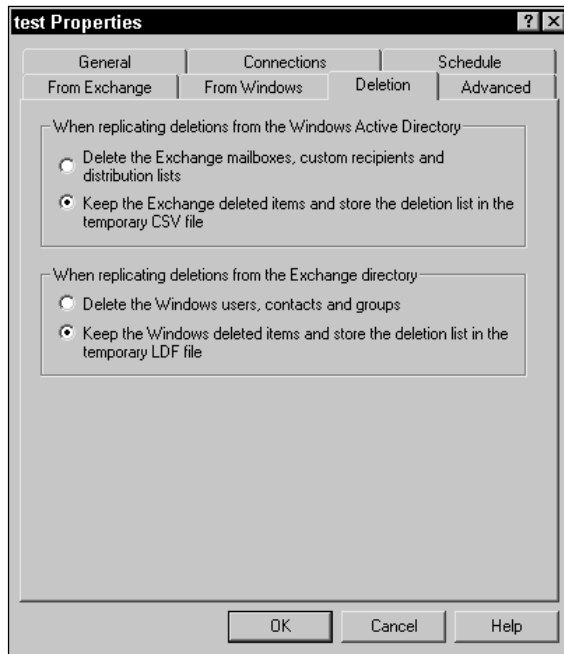 test Properties
General Connections Schedule
From Exchange From Windows Deletion Advanced
When replicating deletions from the Windows Active Directory
Delete the Exchange mailboxes, custom recipients and
distribution lists
Keep the Exchange deleted items and store the deletion list in the
temporary CSV file
When replicating deletions from the Exchange directory
Delete the Windows users, contacts and groups
Keep the Windows deleted items and store the deletion list in the
temporary LDF file
OK Cancel Help